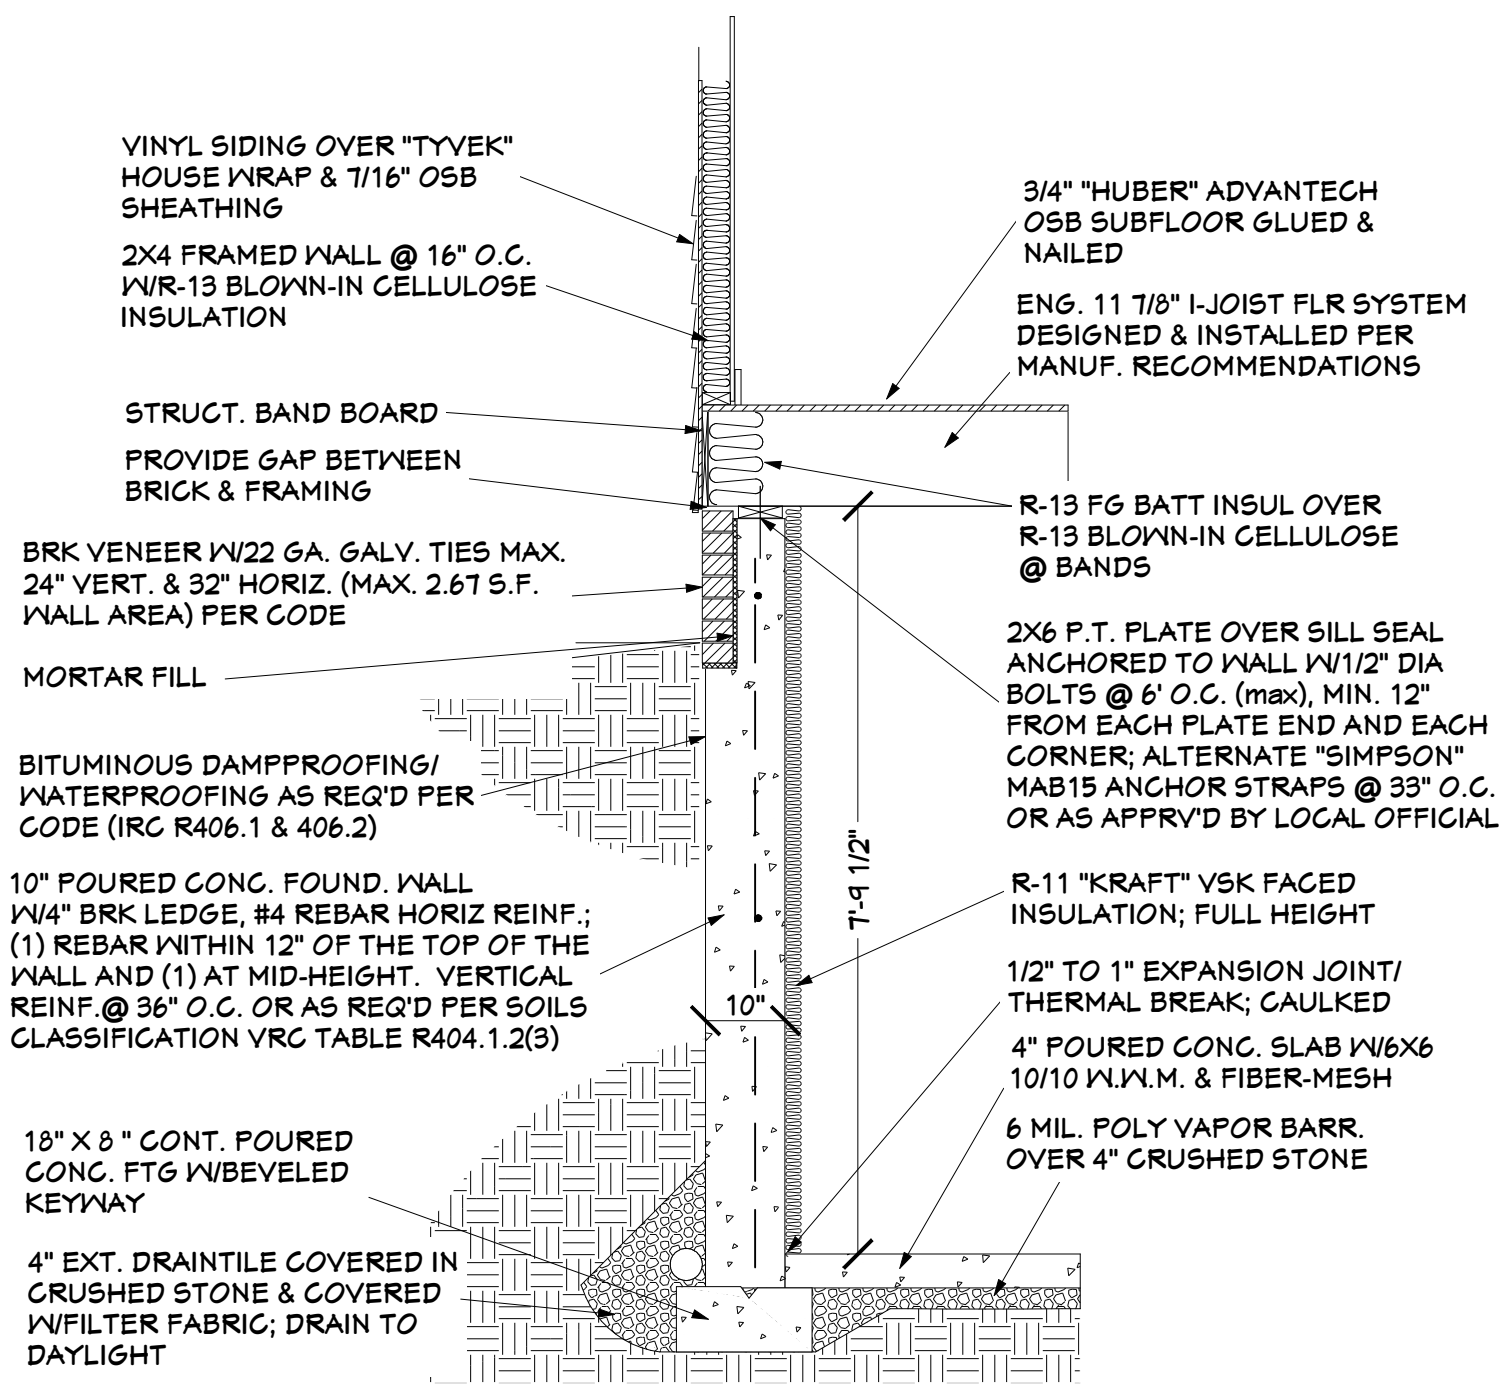 VINYL SIDING OVER "TYVEK"
HOUSE WRAP & 7/16" OSB
SHEATHING
2X4 FRAMED WALL @ 16" O.C.
W/R-13 BLOWN-IN CELLULOSE
INSULATION
STRUCT. BAND BOARD
PROVIDE GAP BETWEEN
BRICK & FRAMING
BRK VENEER W/22 GA. GALV. TIES MAX.
24" VERT. & 32" HORIZ. (MAX. 2.67 S.F.
WALL AREA) PER CODE
MORTAR FILL
BITUMINOUS DAMPPROOFING/
WATERPROOFING AS REQ'D PER
CODE (IRC R406.1 & 406.2)
10" POURED CONC. FOUND. WALL
W/4" BRK LEDGE, #4 REBAR HORIZ REINF.;
(1) REBAR WITHIN 12" OF THE TOP OF THE
WALL AND (1) AT MID-HEIGHT. VERTICAL
REINF.@ 36" O.C. OR AS REQ'D PER SOILS
CLASSIFICATION VRC TABLE R404.1.2(3)
18" X 8 " CONT. POURED
CONC. FTG W/BEVELED
KEYWAY
4" EXT. DRAINTILE COVERED IN
CRUSHED STONE & COVERED
W/FILTER FABRIC; DRAIN TO
DAYLIGHT
10"
7'-9 1/2"
3/4" "HUBER" ADVANTECH
OSB SUBFLOOR GLUED &
NAILED
ENG. 11 7/8" I-JOIST FLR SYSTEM
DESIGNED & INSTALLED PER
MANUF. RECOMMENDATIONS
R-13 FG BATT INSUL OVER
R-13 BLOWN-IN CELLULOSE
@ BANDS
2X6 P.T. PLATE OVER SILL SEAL
ANCHORED TO WALL W/1/2" DIA
BOLTS @ 6' O.C. (max), MIN. 12"
FROM EACH PLATE END AND EACH
CORNER; ALTERNATE "SIMPSON"
MAB15 ANCHOR STRAPS @ 33" O.C.
OR AS APPRV'D BY LOCAL OFFICIAL
R-11 "KRAFT" VSK FACED
INSULATION; FULL HEIGHT
1/2" TO 1" EXPANSION JOINT/
THERMAL BREAK; CAULKED
4" POURED CONC. SLAB W/6X6
10/10 W.W.M. & FIBER-MESH
6 MIL. POLY VAPOR BARR.
OVER 4" CRUSHED STONE